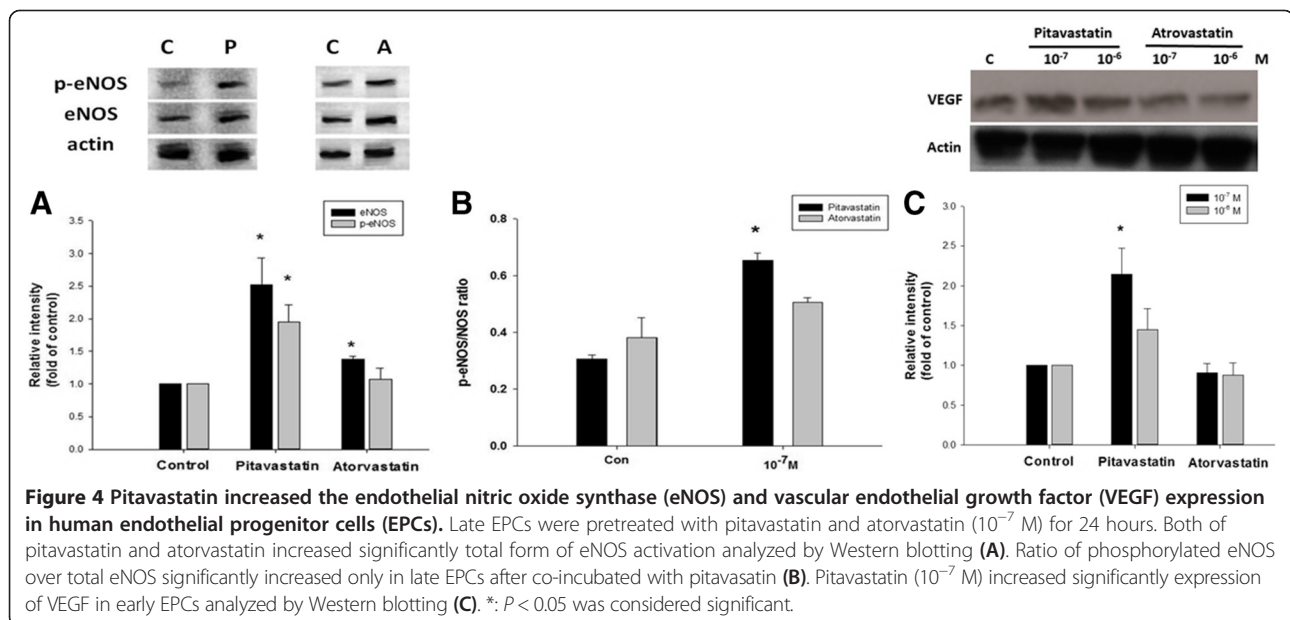 C P C A
p-eNOS
eNOS
actin
Pitavastatin Atrovastatin
C 10⁻⁷ 10⁻⁶ 10⁻⁷ 10⁻⁶ M
VEGF
Actin
A
Relative intensity
(fold of control)
3.5
3.0
2.5
2.0
1.5
1.0
0.5
0.0
eNOS
p-eNOS
* * *
Control Pitavastatin Atorvastatin
B
p-eNOS/NOS ratio
0.8
0.6
0.4
0.2
0.0
Pitavastatin
Atorvastatin
*
Con 10⁻⁷M
C
Relative intensity
(fold of control)
3.0
2.5
2.0
1.5
1.0
0.5
0.0
10⁻⁷ M
10⁻⁶ M
*
Control Pitavastatin Atorvastatin
Figure 4 Pitavastatin increased the endothelial nitric oxide synthase (eNOS) and vascular endothelial growth factor (VEGF) expression
in human endothelial progenitor cells (EPCs). Late EPCs were pretreated with pitavastatin and atorvastatin (10⁻⁷ M) for 24 hours. Both of
pitavastatin and atorvastatin increased significantly total form of eNOS activation analyzed by Western blotting (A). Ratio of phosphorylated eNOS
over total eNOS significantly increased only in late EPCs after co-incubated with pitavasatin (B). Pitavastatin (10⁻⁷ M) increased significantly expression
of VEGF in early EPCs analyzed by Western blotting (C). *: P < 0.05 was considered significant.